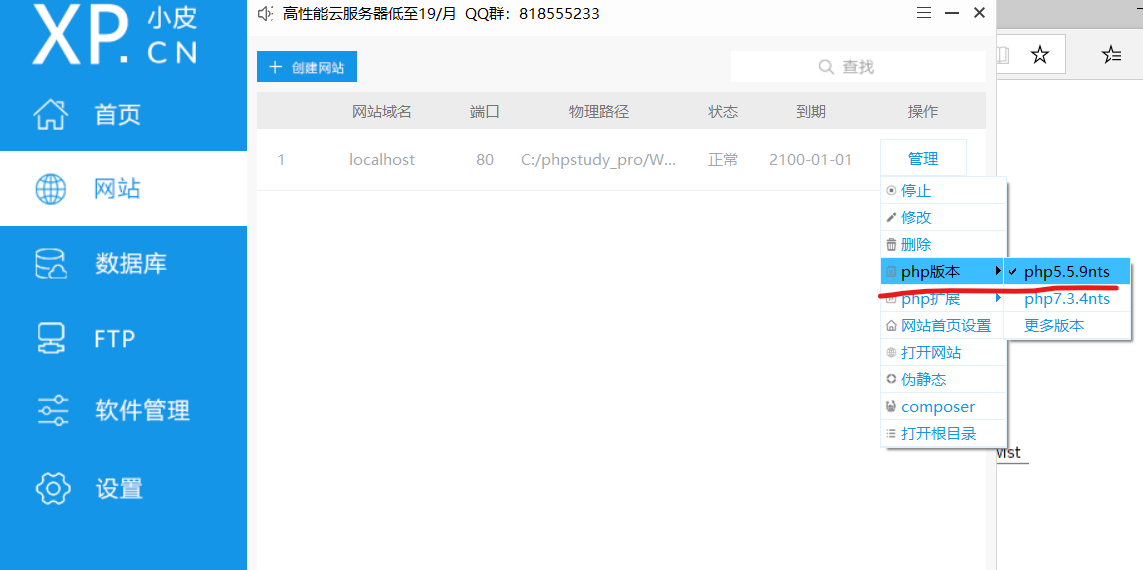 XP.小皮CN
高性能云服务器低至19/月 QQ群：818555233
首页
网站
数据库
FTP
软件管理
设置
+ 创建网站
查找
网站域名 端口 物理路径 状态 到期 操作
1 localhost 80 C:/phpstudy_pro/W... 正常 2100-01-01 管理
停止
修改
删除
php版本 php5.5.9nts
php扩展 php7.3.4nts
网站首页设置 更多版本
打开网站
伪静态
composer
打开根目录